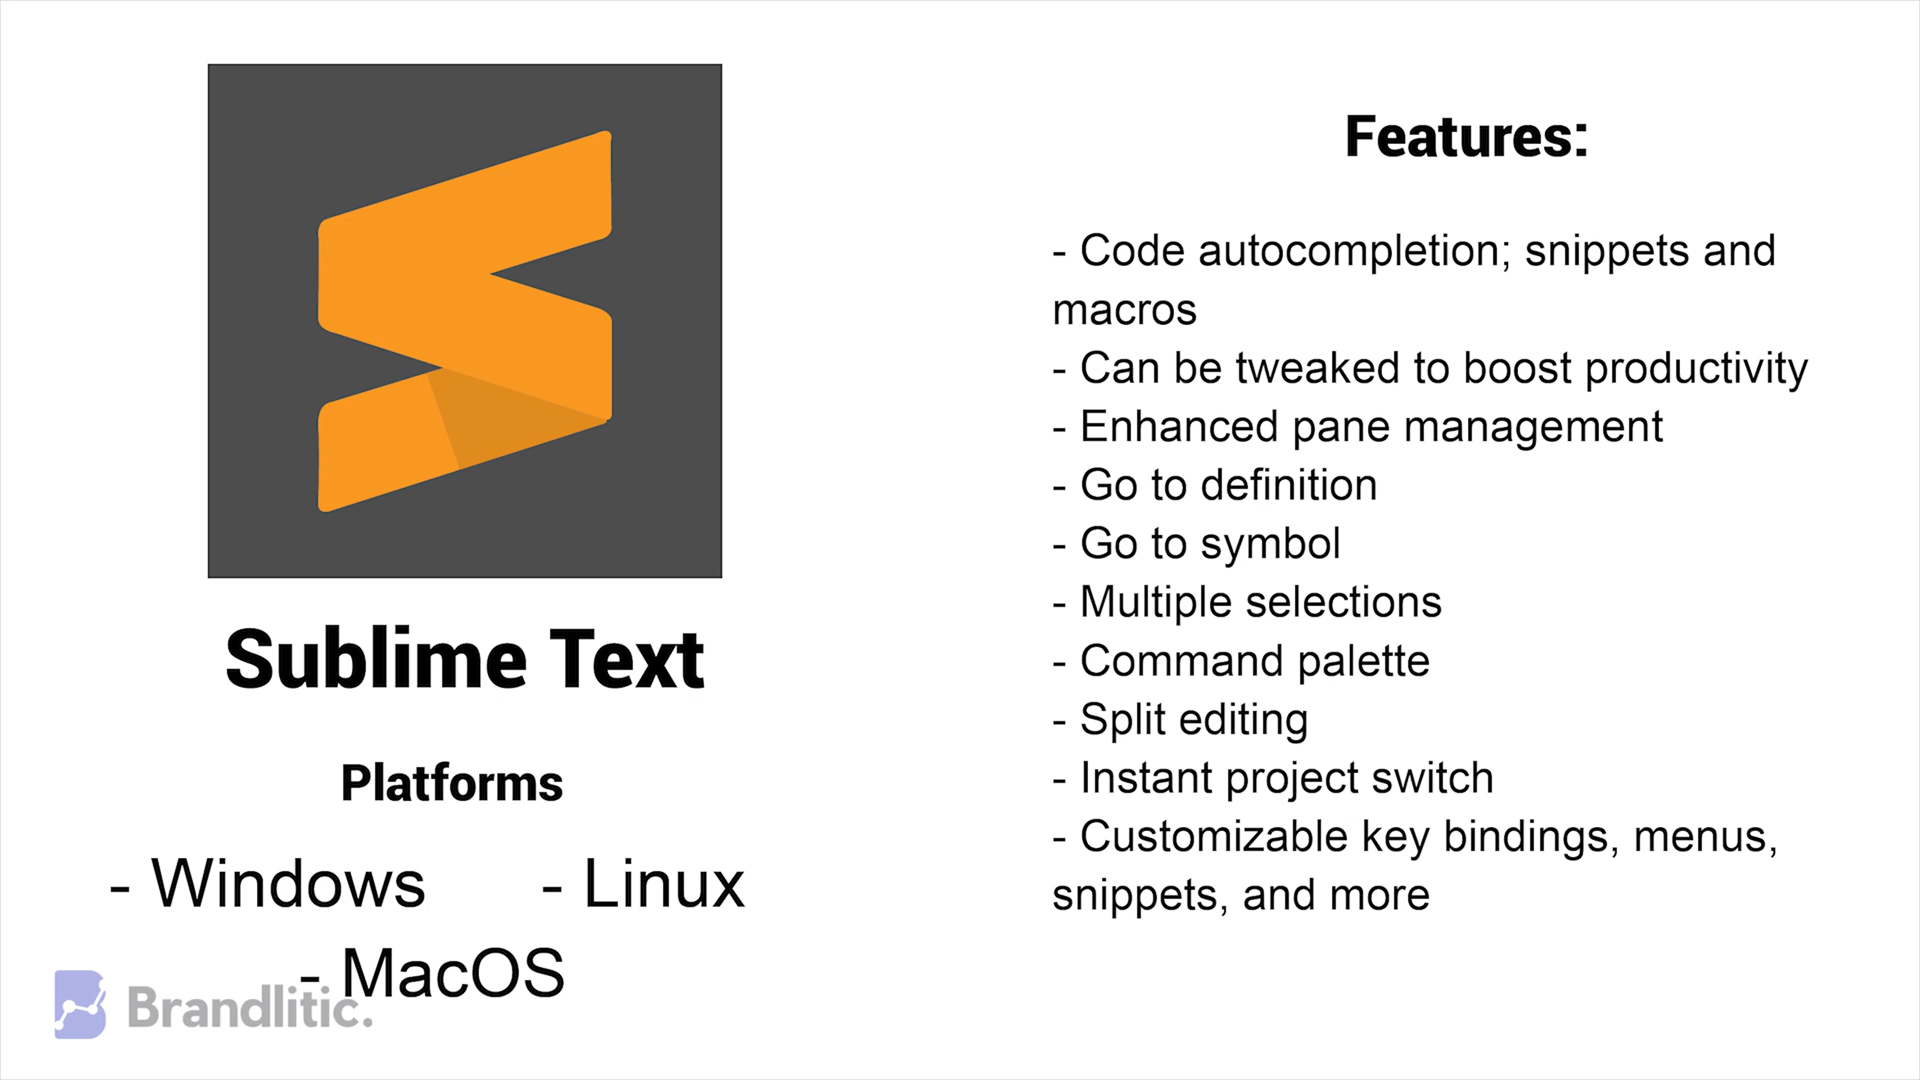 Sublime Text
Platforms
- Windows - Linux
- MacOS
Brandlitic.
Features:
- Code autocompletion; snippets and
macros
- Can be tweaked to boost productivity
- Enhanced pane management
- Go to definition
- Go to symbol
- Multiple selections
- Command palette
- Split editing
- Instant project switch
- Customizable key bindings, menus,
snippets, and more